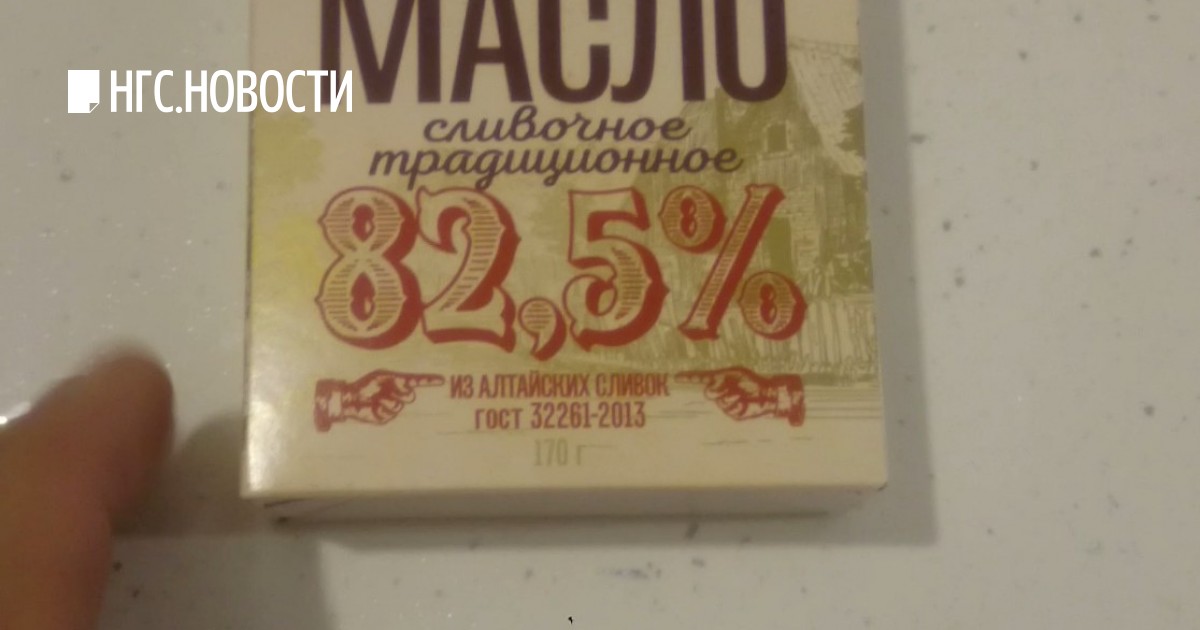 МАСЛО
НГС.НОВОСТИ
сливочное
традиционное
82,5%
ИЗ АЛТАЙСКИХ СЛИВОК
ГОСТ 32261-2013
170 г